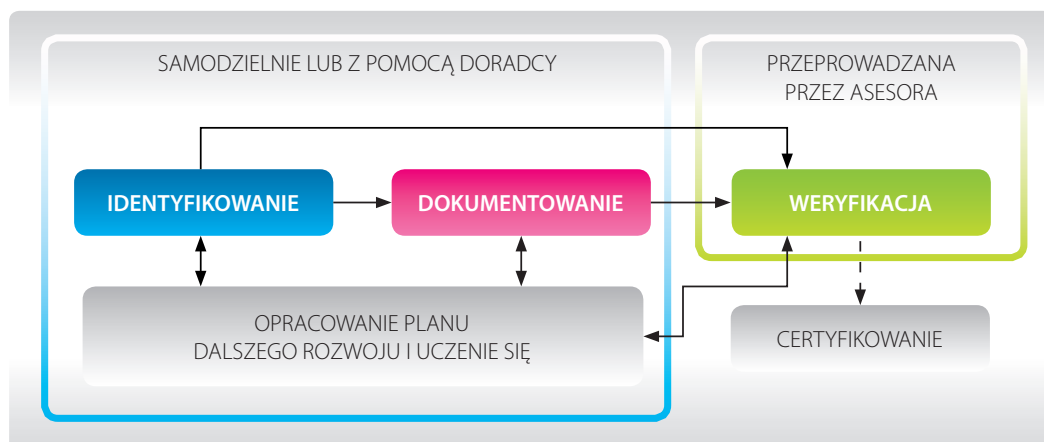 SAMODZIELNIE LUB Z POMOCĄ DORADCY
PRZEPROWADZANA
PRZEZ ASESORA
IDENTYFIKOWANIE
DOKUMENTOWANIE
WERYFIKACJA
OPRACOWANIE PLANU
DALSZEGO ROZWOJU I UCZENIE SIĘ
CERTYFIKOWANIE